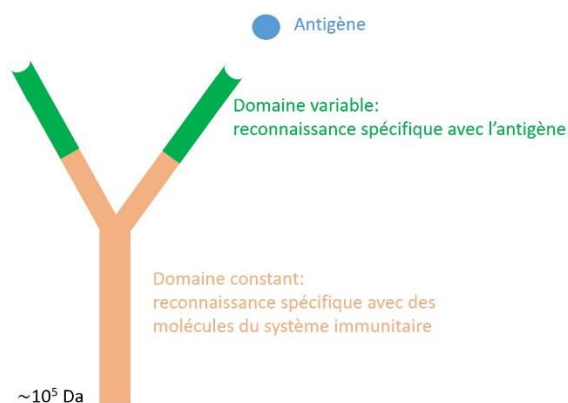 Antigène
Domaine variable:
reconnaissance spécifique avec l'antigène
Domaine constant:
reconnaissance spécifique avec des
molécules du système immunitaire
~10⁵ Da